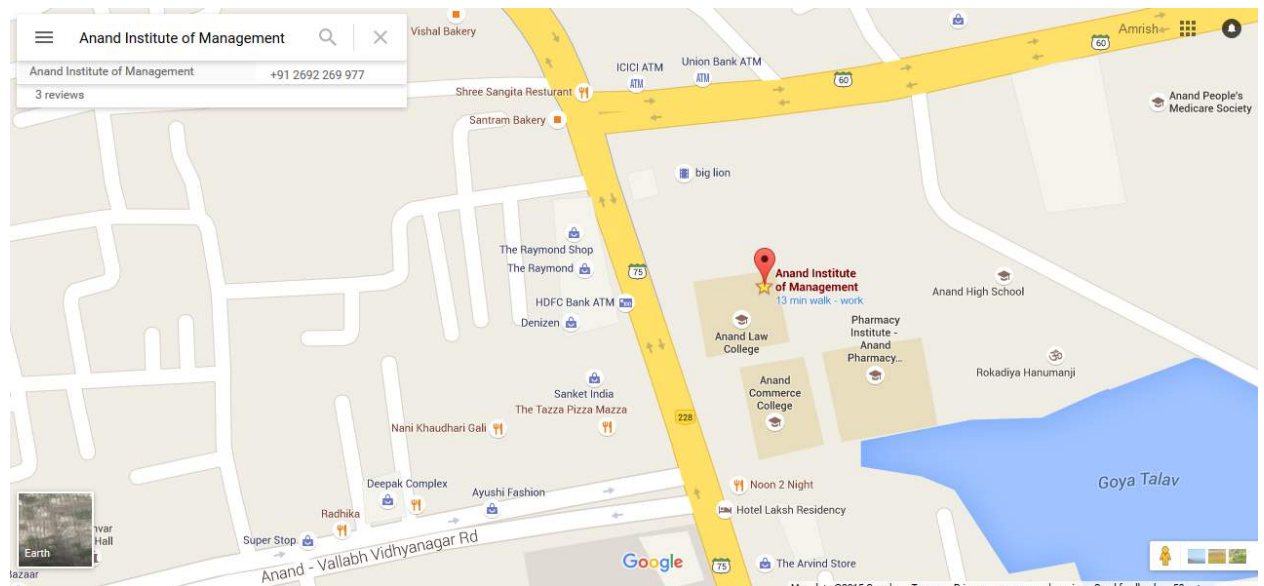 Anand Institute of Management
Anand Institute of Management
+91 2692 269 977
3 reviews
Vishal Bakery
Amrish
60
ICICI ATM
ATM
Union Bank ATM
ATM
60
Shree Sangita Resturant
Santram Bakery
Anand People's
Medicare Society
big lion
The Raymond Shop
The Raymond
75
HDFC Bank ATM
Denizen
Anand Institute
of Management
13 min walk - work
Anand High School
Anand Law
College
Pharmacy
Institute -
Anand
Pharmacy...
Rokadiya Hanumanji
Anand
Commerce
College
Sanket India
The Tazza Pizza Mazza
228
Nani Khaudhari Gali
Goya Talav
Deepak Complex
Ayushi Fashion
Noon 2 Night
Radhika
Hotel Laksh Residency
Super Stop
Hall
Earth
Anand - Vallabh Vidhyanagar Rd
Google
75
The Arvind Store